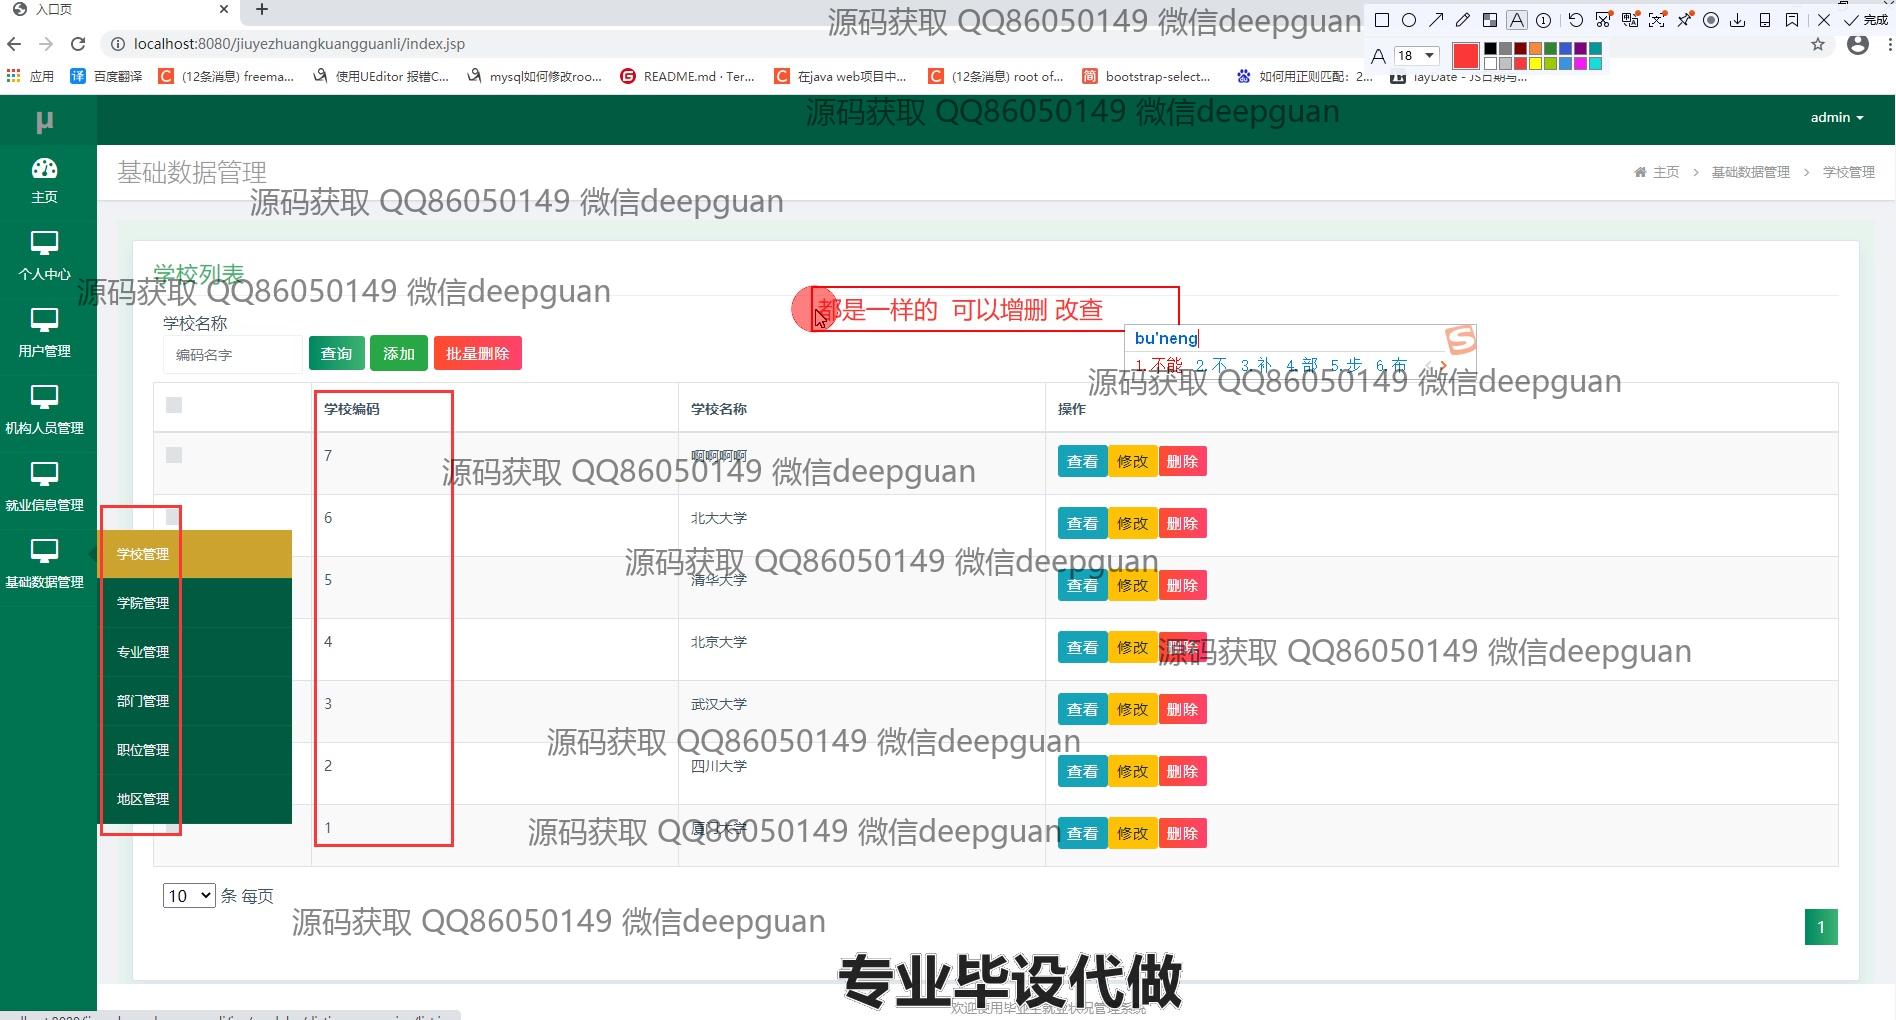 入口页
localhost:8080/jiuyezhuangkuangguanli/index.jsp
18
完成
应用
百度翻译
(12条消息) freema...
使用UEditor 报错C...
mysql如何修改roo...
README.md · Ter...
在java web项目中...
(12条消息) root of...
bootstrap-select...
如何用正则匹配：2...
layDate - JS日期与...
源码获取 QQ86050149 微信deepguan
源码获取 QQ86050149 微信deepguan
μ
admin
基础数据管理
主页 > 基础数据管理 > 学校管理
源码获取 QQ86050149 微信deepguan
主页
个人中心
用户管理
机构人员管理
就业信息管理
基础数据管理
学校管理
学院管理
专业管理
部门管理
职位管理
地区管理
学校列表
源码获取 QQ86050149 微信deepguan
都是一样的 可以增删 改查
bu'neng
1.不能 2.不 3.补 4.部 5.步 6.布
学校名称
编码名字
查询
添加
批量删除
源码获取 QQ86050149 微信deepguan
学校编码 学校名称 操作
7 啊啊啊啊 查看 修改 删除
源码获取 QQ86050149 微信deepguan
6 北大大学 查看 修改 删除
源码获取 QQ86050149 微信deepguan
5 清华大学 查看 修改 删除
4 北京大学 查看 修改 删除
源码获取 QQ86050149 微信deepguan
3 武汉大学 查看 修改 删除
源码获取 QQ86050149 微信deepguan
2 四川大学 查看 修改 删除
1 厦门大学 查看 修改 删除
源码获取 QQ86050149 微信deepguan
10 条 每页
源码获取 QQ86050149 微信deepguan
1
专业毕设代做
欢迎使用毕业生就业状况管理系统